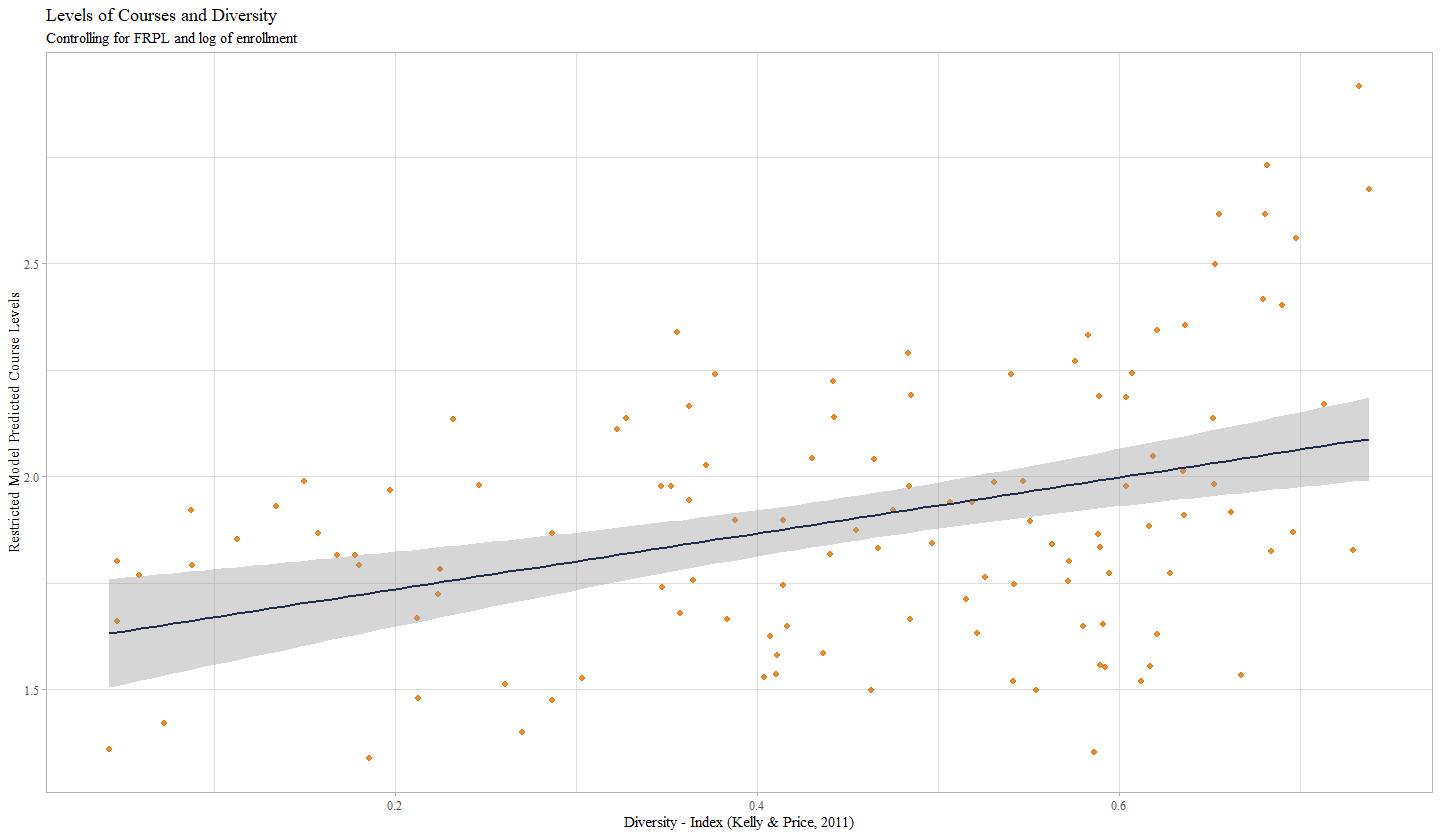 Levels of Courses and Diversity
Controlling for FRPL and log of enrollment
Restricted Model Predicted Course Levels
2.5
2.0
1.5
0.2
0.4
0.6
Diversity - Index (Kelly & Price, 2011)